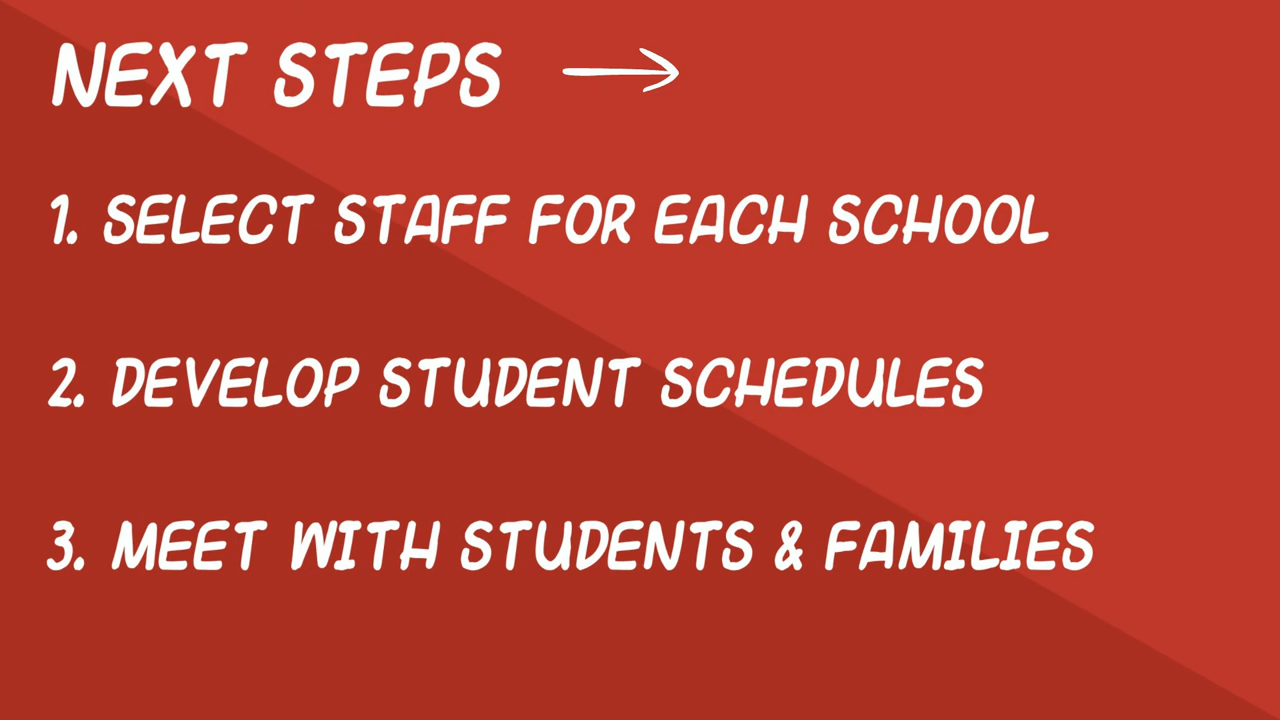 NEXT STEPS →
1. SELECT STAFF FOR EACH SCHOOL
2. DEVELOP STUDENT SCHEDULES
3. MEET WITH STUDENTS & FAMILIES